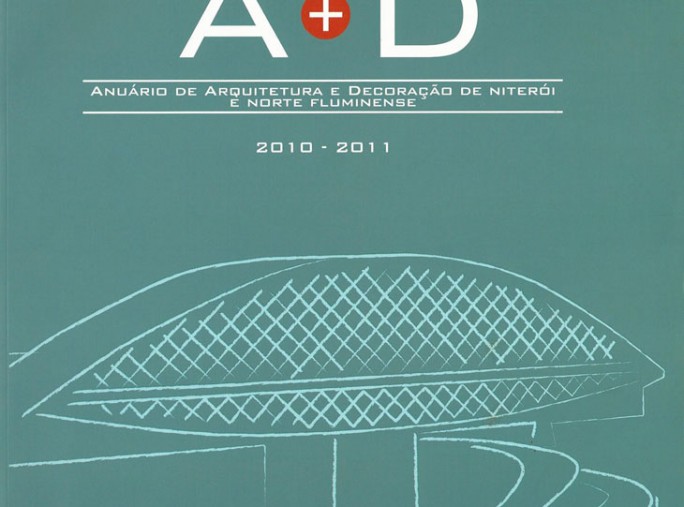 A+D
ANUÁRIO DE ARQUITETURA E DECORAÇÃO DE NITERÓI
E NORTE FLUMINENSE
2010 - 2011